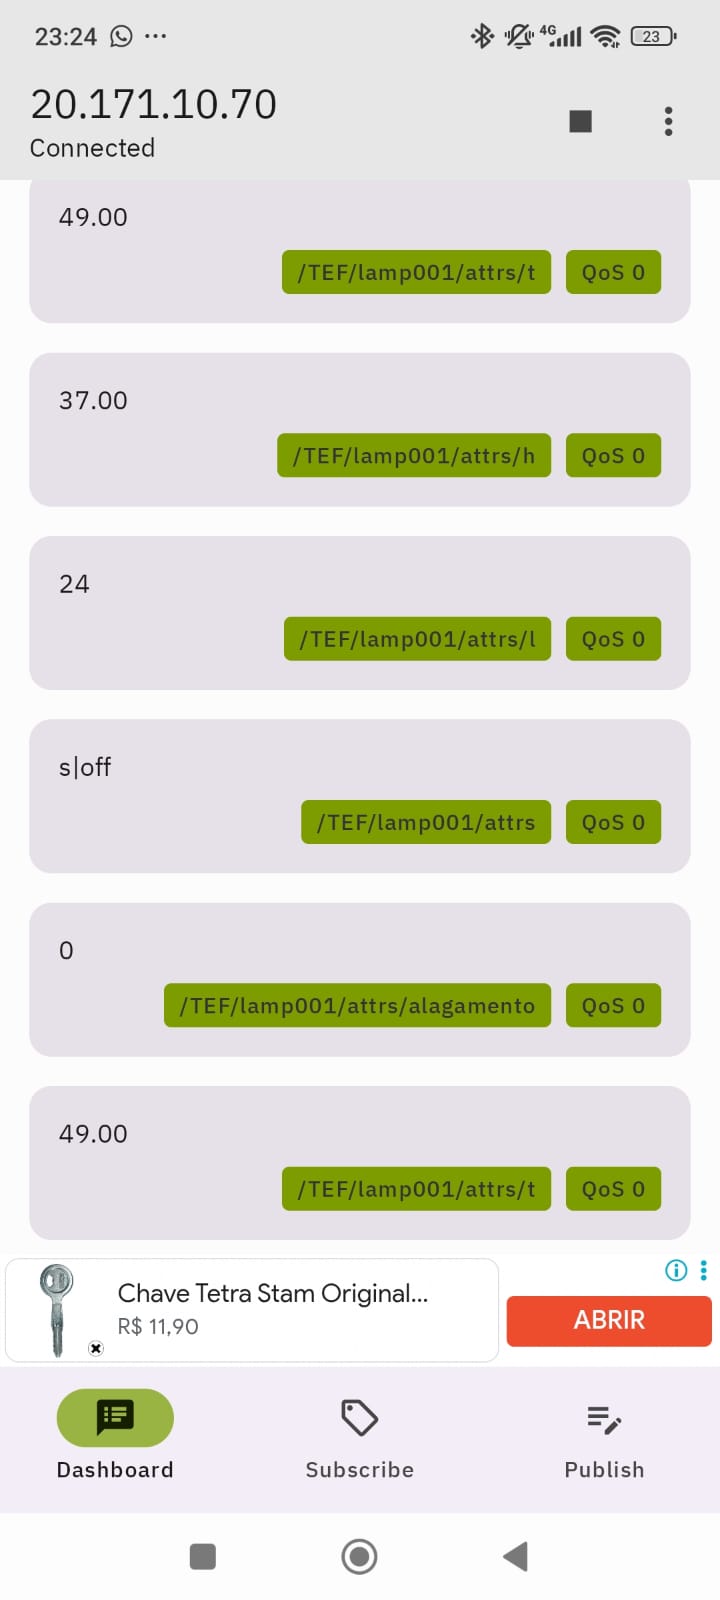 23:24
4G
23
20.171.10.70
Connected
49.00
/TEF/lamp001/attrs/t QoS 0
37.00
/TEF/lamp001/attrs/h QoS 0
24
/TEF/lamp001/attrs/l QoS 0
s|off
/TEF/lamp001/attrs QoS 0
0
/TEF/lamp001/attrs/alagamento QoS 0
49.00
/TEF/lamp001/attrs/t QoS 0
Chave Tetra Stam Original...
R$ 11,90
ABRIR
Dashboard Subscribe Publish